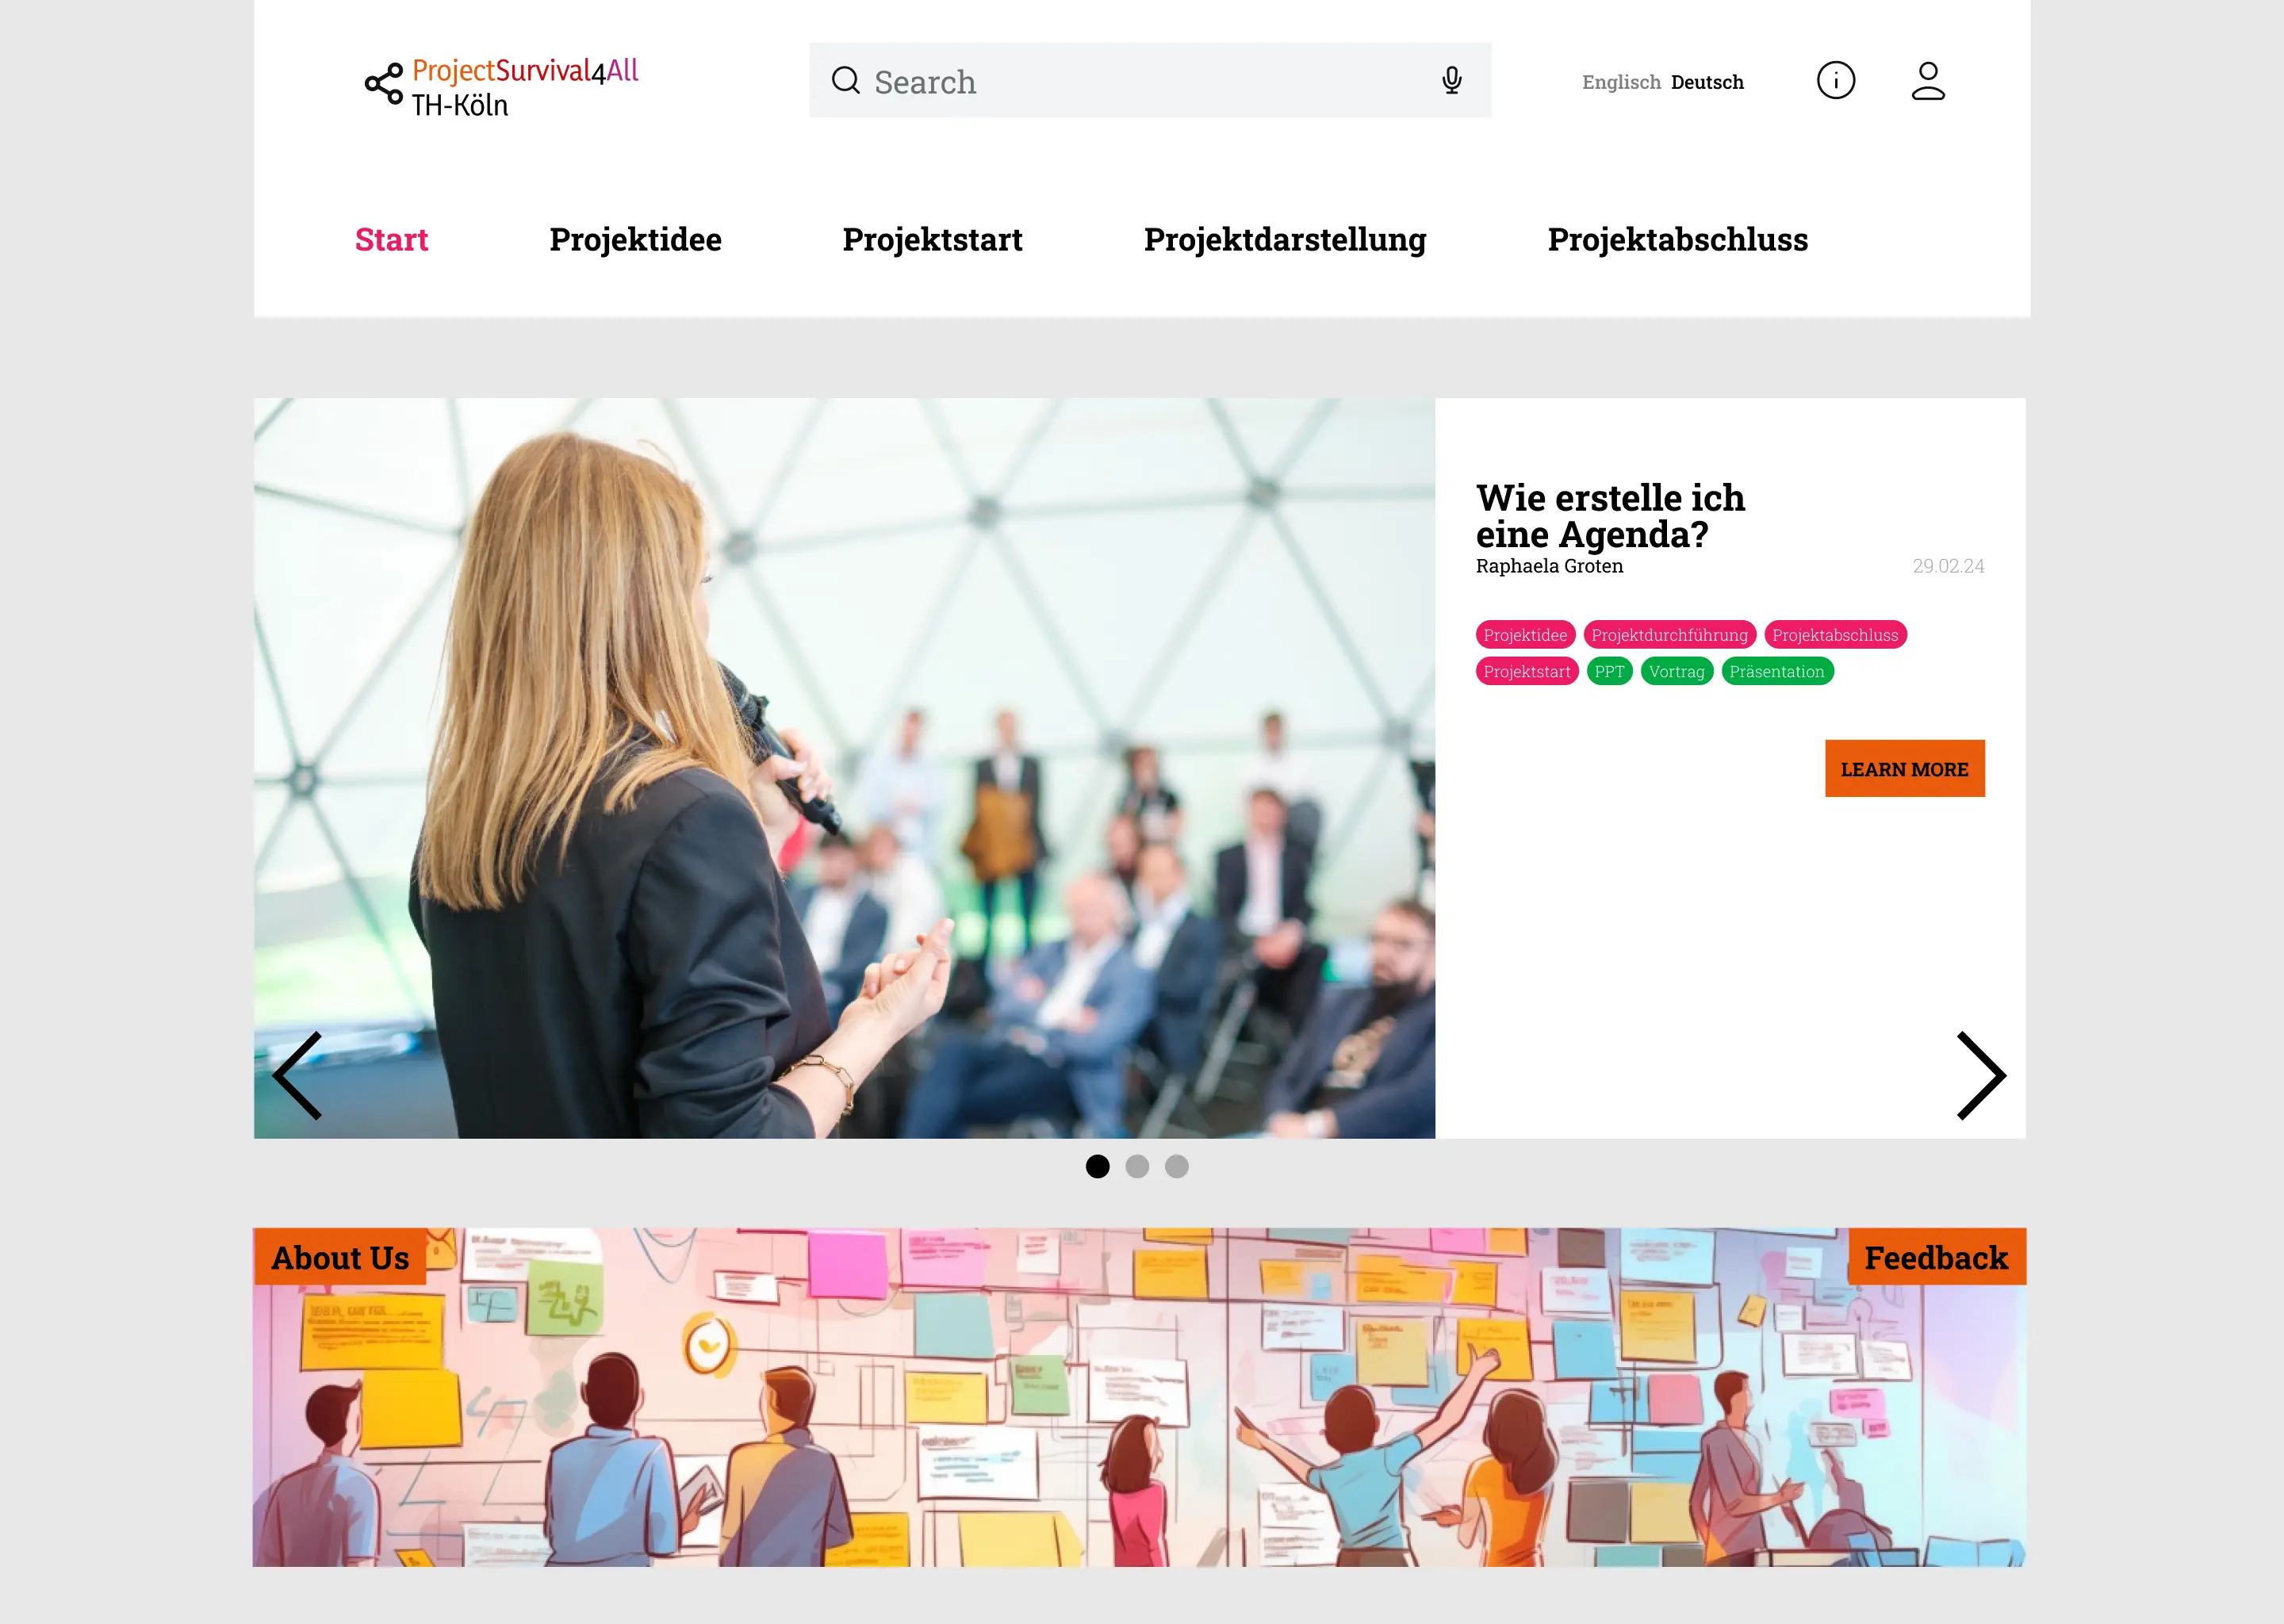 ProjectSurvival4All
TH-Köln
Search
Englisch Deutsch
Start Projektidee Projektstart Projektdarstellung Projektabschluss
Wie erstelle ich
eine Agenda?
Raphaela Groten 29.02.24
Projektidee Projektdurchführung Projektabschluss
Projektstart PPT Vortrag Präsentation
LEARN MORE
About Us Feedback